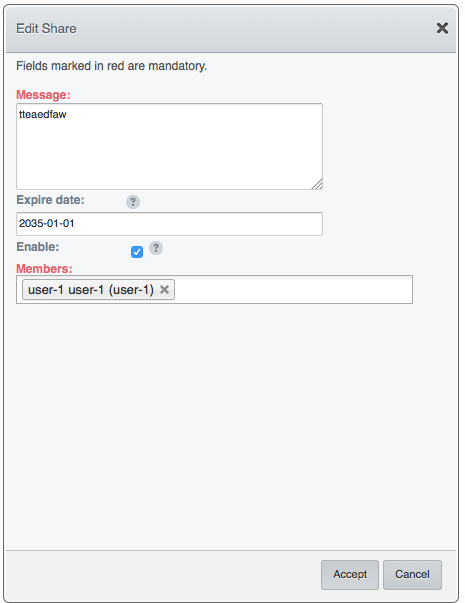 Edit Share
Fields marked in red are mandatory.
Message:
tteaedfaw
Expire date: ?
2035-01-01
Enable: ?
Members:
user-1 user-1 (user-1)
Accept Cancel